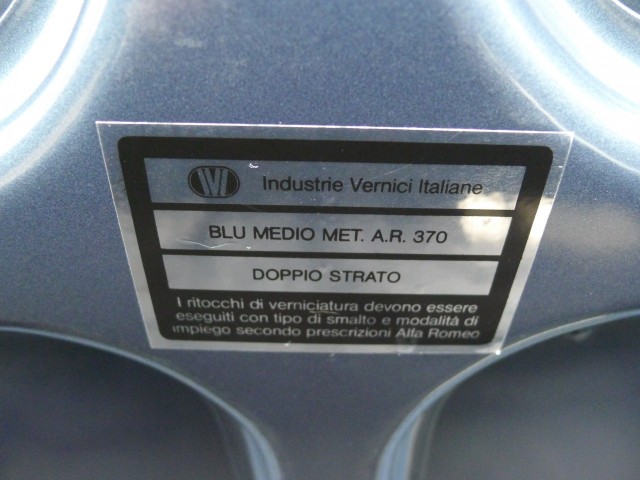 IVI Industrie Vernici Italiane
BLU MEDIO MET. A.R. 370
DOPPIO STRATO
I ritocchi di verniciatura devono essere
eseguiti con tipo di smalto e modalità di
impiego secondo prescrizioni Alfa Romeo